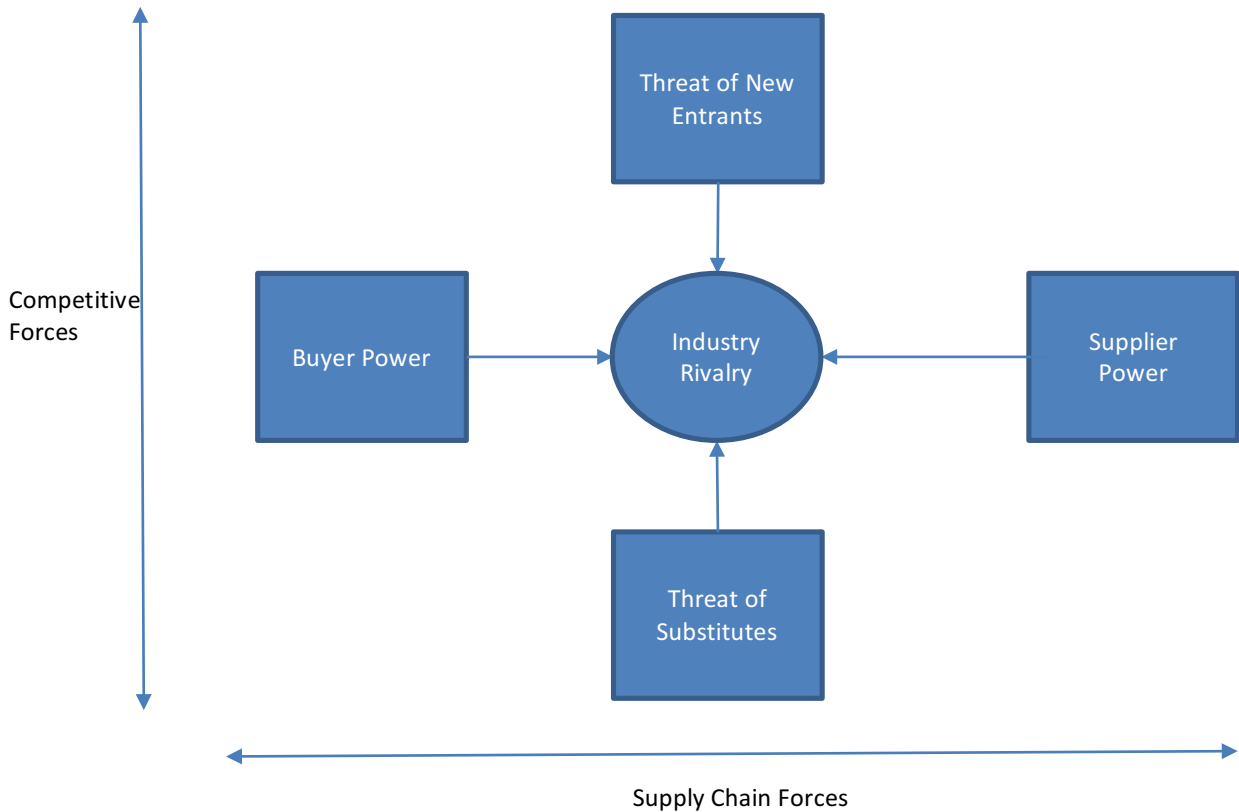 Threat of New
Entrants
Competitive
Forces
Buyer Power
Industry
Rivalry
Supplier
Power
Threat of
Substitutes
Supply Chain Forces